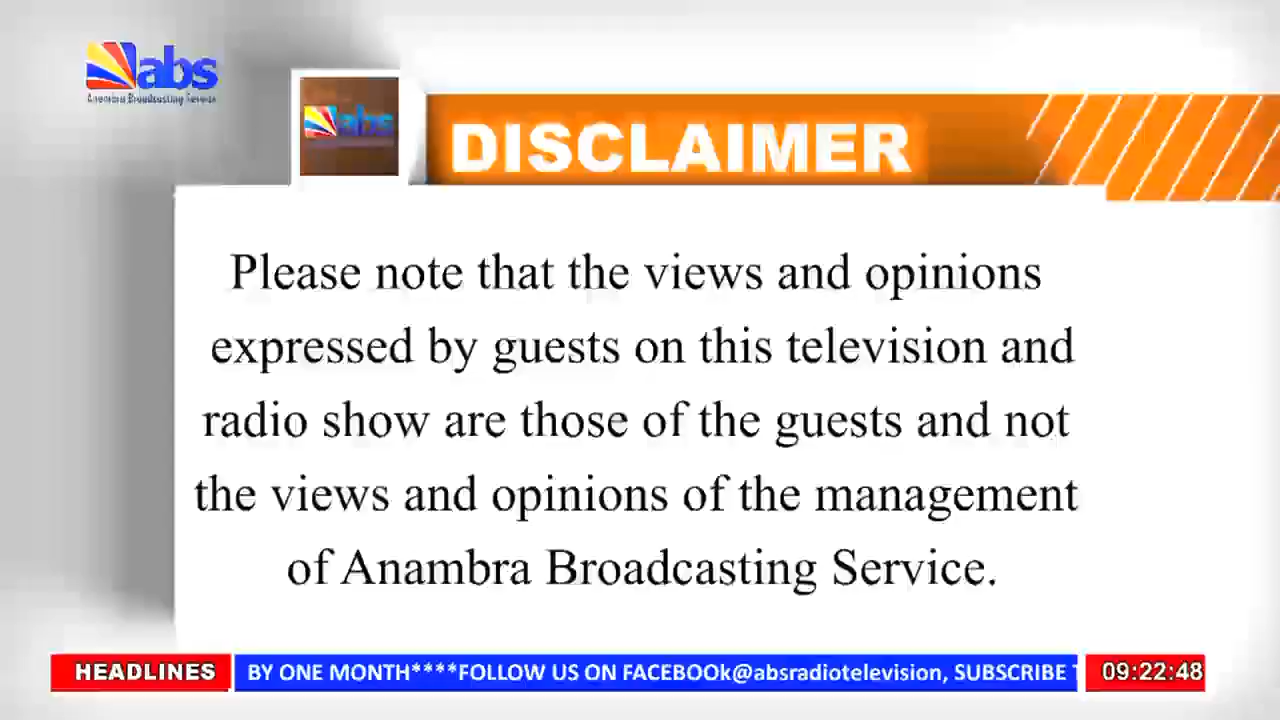 abs
Anambra Broadcasting Service
abs
DISCLAIMER
Please note that the views and opinions
expressed by guests on this television and
radio show are those of the guests and not
the views and opinions of the management
of Anambra Broadcasting Service.
HEADLINES
BY ONE MONTH****FOLLOW US ON FACEBOOk@absradiotelevision, SUBSCRIBE
09:22:48